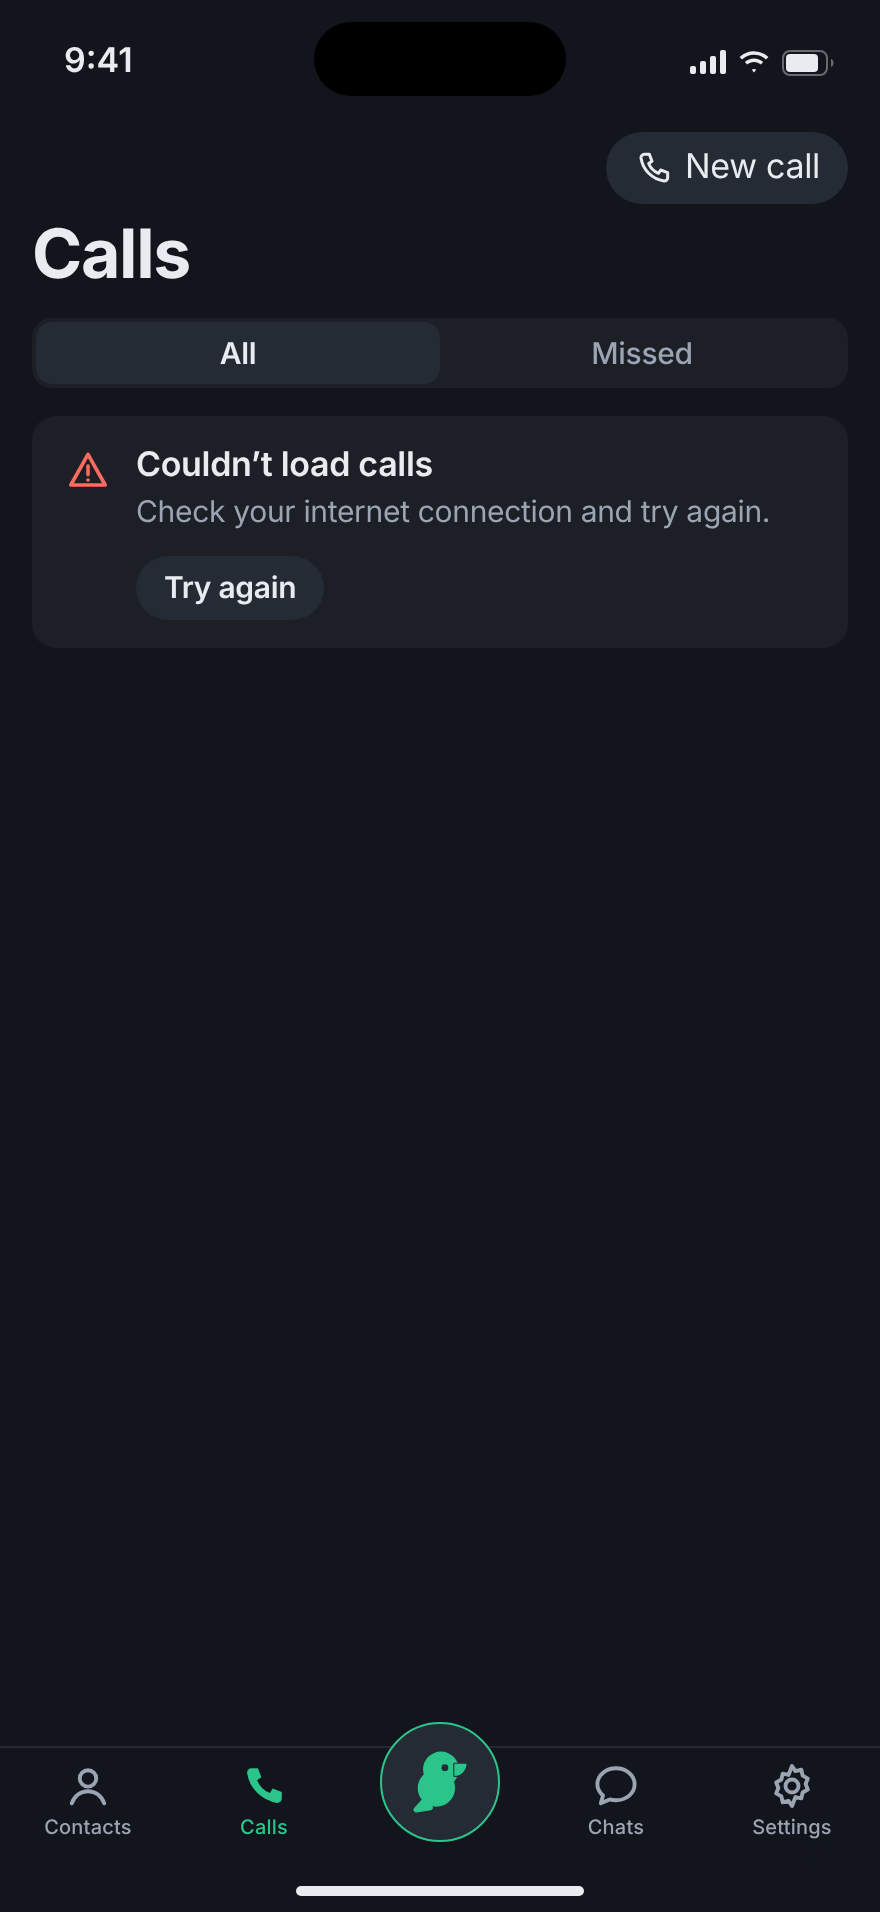 9:41
New call
Calls
All
Missed
Couldn’t load calls
Check your internet connection and try again.
Try again
Contacts
Calls
Chats
Settings